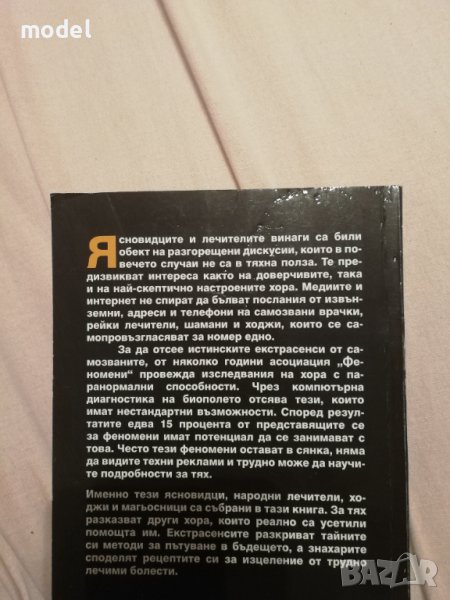 model
Ясновидците и лечителите винаги са били
обект на разгорещени дискусии, които в по-
вечето случаи не са в тяхна полза. Те пре-
дизвикват интереса както на доверчивите, така
и на най-скептично настроените хора. Медиите и
интернет не спират да бълват послания от извън-
земни, адреси и телефони на самозвани врачки,
рейки лечители, шамани и ходжи, които се са-
мопровъзгласяват за номер едно.
За да отсее истинските екстрасенси от са-
мозваните, от няколко години асоциация „Фе-
номени“ провежда изследвания на хора с па-
ранормални способности. Чрез компютърна
диагностика на биополето отсява тези, които
имат нестандартни възможности. Според резул-
татите едва 15 процента от представящите се
за феномени имат потенциал да се занимават с
това. Често тези феномени остават в сянка, няма
да видите техни реклами и трудно може да научи-
те подробности за тях.
Именно тези ясновидци, народни лечители, хо-
джи и магьосници са събрани в тази книга. За тях
разказват други хора, които реално са усетили
помощта им. Екстрасенсите разкриват тайните
си методи за пътуване в бъдещето, а знахарите
споделят рецептите си за изцеление от трудно
лечими болести.
BAZAR